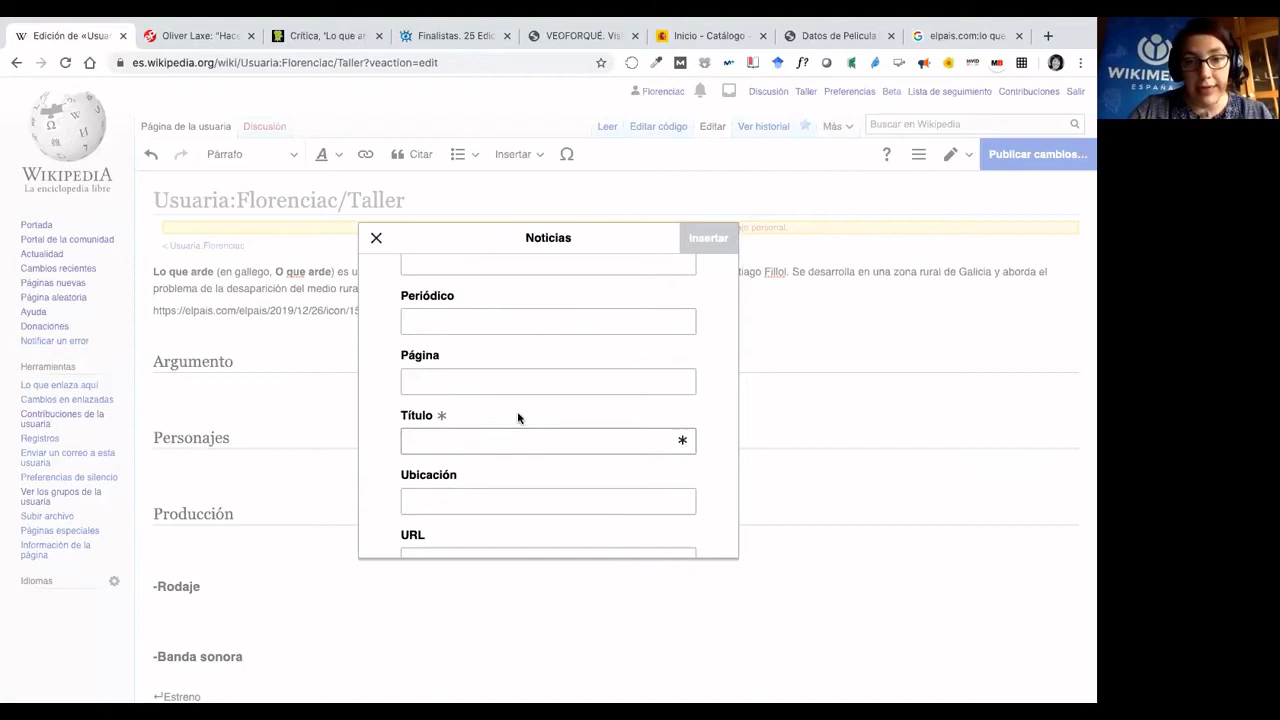 Edición de «Usua
Oliver Laxe: "Hace
Crítica, 'Lo que ar
Finalistas. 25 Edic
VEOFORQUÉ. Vis
Inicio - Catálogo
Datos de Pelicula
elpais.com:lo que
es.wikipedia.org/wiki/Usuaria:Florenciac/Taller?veaction=edit
WIKIME
ESPAÑA
Florenciac
Discusión
Taller
Preferencias
Beta
Lista de seguimiento
Contribuciones
Salir
WIKIPEDIA
La enciclopedia libre
Página de la usuaria
Discusión
Leer
Editar código
Editar
Ver historial
Más
Buscar en Wikipedia
Párrafo
A
Citar
Insertar
Ω
?
Publicar cambios...
Usuaria:Florenciac/Taller
jo personal.
< Usuaria:Florenciac
Lo que arde (en gallego, O que arde) es u
tiago Fillol. Se desarrolla en una zona rural de Galicia y aborda el
problema de la desaparición del medio rura
https://elpais.com/elpais/2019/12/26/icon/15
Argumento
Personajes
Producción
-Rodaje
-Banda sonora
↵Estreno
Portada
Portal de la comunidad
Actualidad
Cambios recientes
Páginas nuevas
Página aleatoria
Ayuda
Donaciones
Notificar un error
Herramientas
Lo que enlaza aquí
Cambios en enlazadas
Contribuciones de la
usuaria
Registros
Enviar un correo a esta
usuaria
Preferencias de silencio
Ver los grupos de la
usuaria
Subir archivo
Páginas especiales
Información de la
página
Idiomas
Noticias
Insertar
Periódico
Página
Título *
*
Ubicación
URL